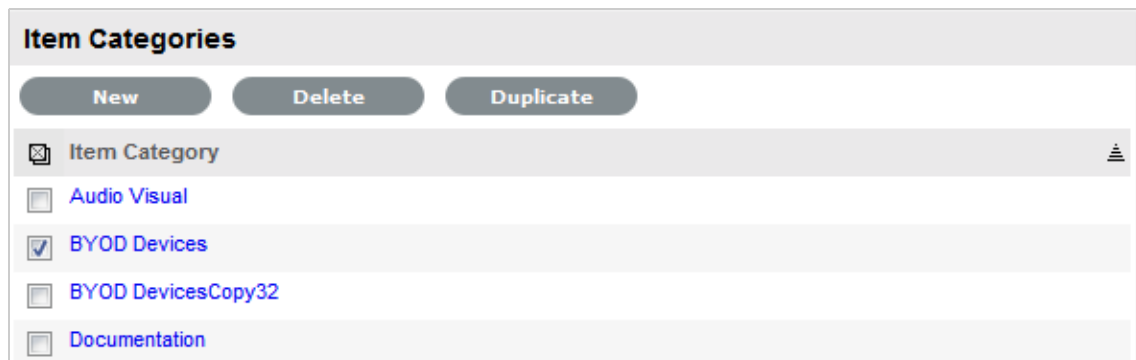 Item Categories
New Delete Duplicate
Item Category
Audio Visual
BYOD Devices
BYOD DevicesCopy32
Documentation